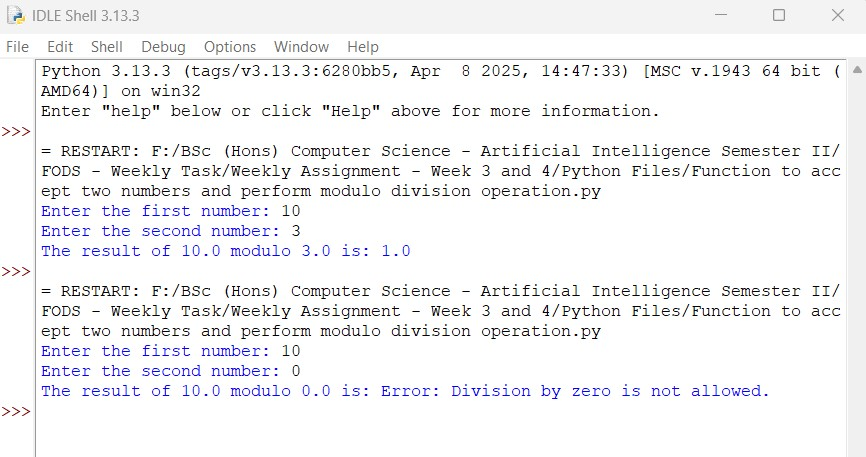 IDLE Shell 3.13.3
File Edit Shell Debug Options Window Help
Python 3.13.3 (tags/v3.13.3:6280bb5, Apr  8 2025, 14:47:33) [MSC v.1943 64 bit (
AMD64)] on win32
Enter "help" below or click "Help" above for more information.
>>>
= RESTART: F:/BSc (Hons) Computer Science - Artificial Intelligence Semester II/
FODS - Weekly Task/Weekly Assignment - Week 3 and 4/Python Files/Function to acc
ept two numbers and perform modulo division operation.py
Enter the first number: 10
Enter the second number: 3
The result of 10.0 modulo 3.0 is: 1.0
>>>
= RESTART: F:/BSc (Hons) Computer Science - Artificial Intelligence Semester II/
FODS - Weekly Task/Weekly Assignment - Week 3 and 4/Python Files/Function to acc
ept two numbers and perform modulo division operation.py
Enter the first number: 10
Enter the second number: 0
The result of 10.0 modulo 0.0 is: Error: Division by zero is not allowed.
>>>